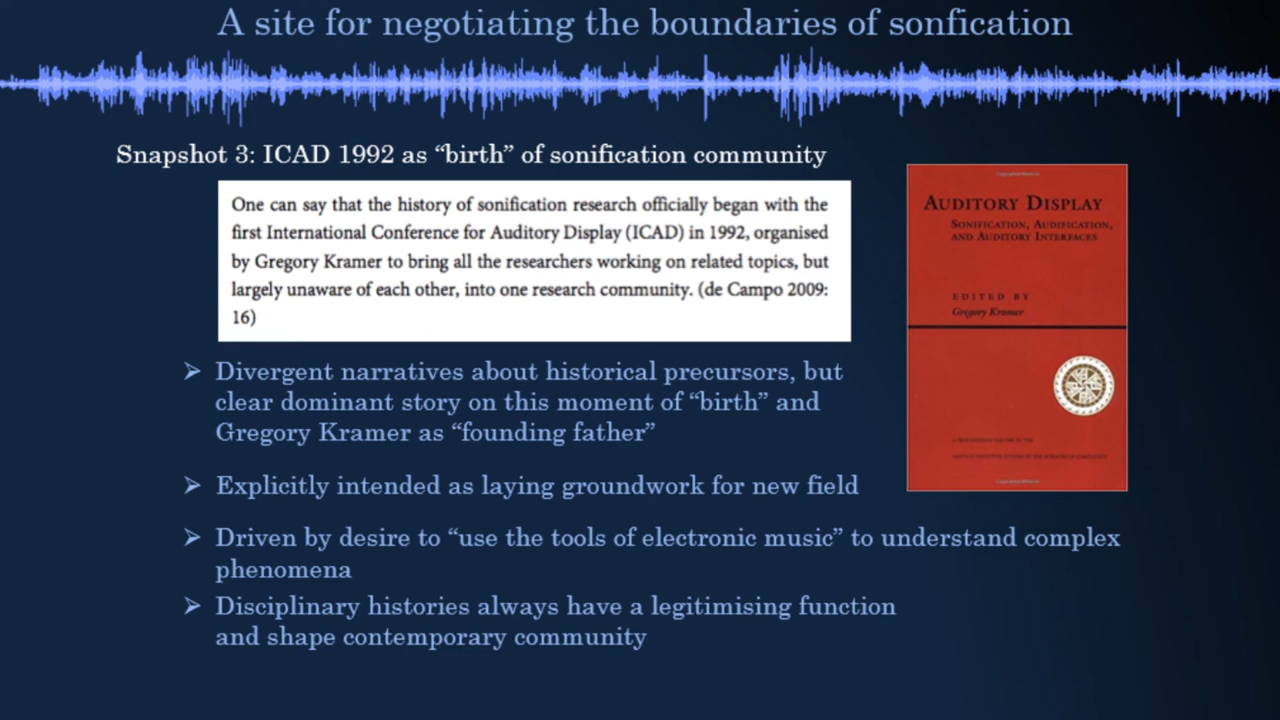 A site for negotiating the boundaries of sonfication
Snapshot 3: ICAD 1992 as “birth” of sonification community
One can say that the history of sonification research officially began with the
first International Conference for Auditory Display (ICAD) in 1992, organised
by Gregory Kramer to bring all the researchers working on related topics, but
largely unaware of each other, into one research community. (de Campo 2009:
16)
AUDITORY DISPLAY
SONIFICATION, AUDIFICATION,
AND AUDITORY INTERFACES
EDITED BY
Gregory Kramer
➢ Divergent narratives about historical precursors, but
clear dominant story on this moment of “birth” and
Gregory Kramer as “founding father”
➢ Explicitly intended as laying groundwork for new field
➢ Driven by desire to “use the tools of electronic music” to understand complex
phenomena
➢ Disciplinary histories always have a legitimising function
and shape contemporary community